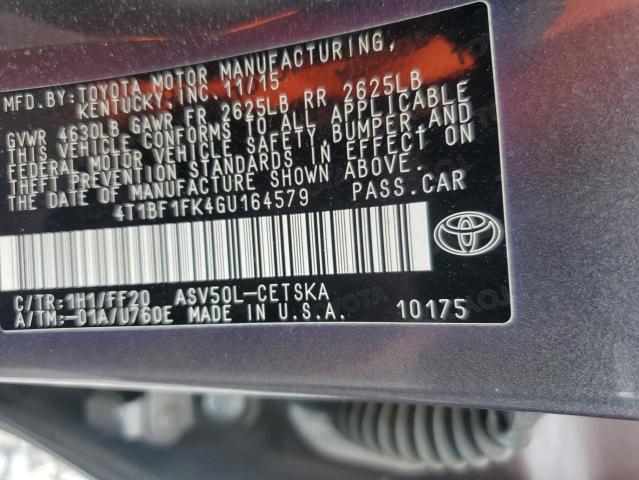 MFD.BY:TOYOTA MOTOR MANUFACTURING,
KENTUCKY,INC. 11/15
GVWR 4630LB GAWR FR 2625LB RR 2625LB
THIS VEHICLE CONFORMS TO ALL APPLICABLE
FEDERAL MOTOR VEHICLE SAFETY, BUMPER, AND
THEFT PREVENTION STANDARDS IN EFFECT ON
THE DATE OF MANUFACTURE SHOWN ABOVE.
4T1BF1FK4GU164579 PASS.CAR
C/TR:1H1/FF20 ASV50L-CETSKA
A/TM:-01A/U760E MADE IN U.S.A. 10175